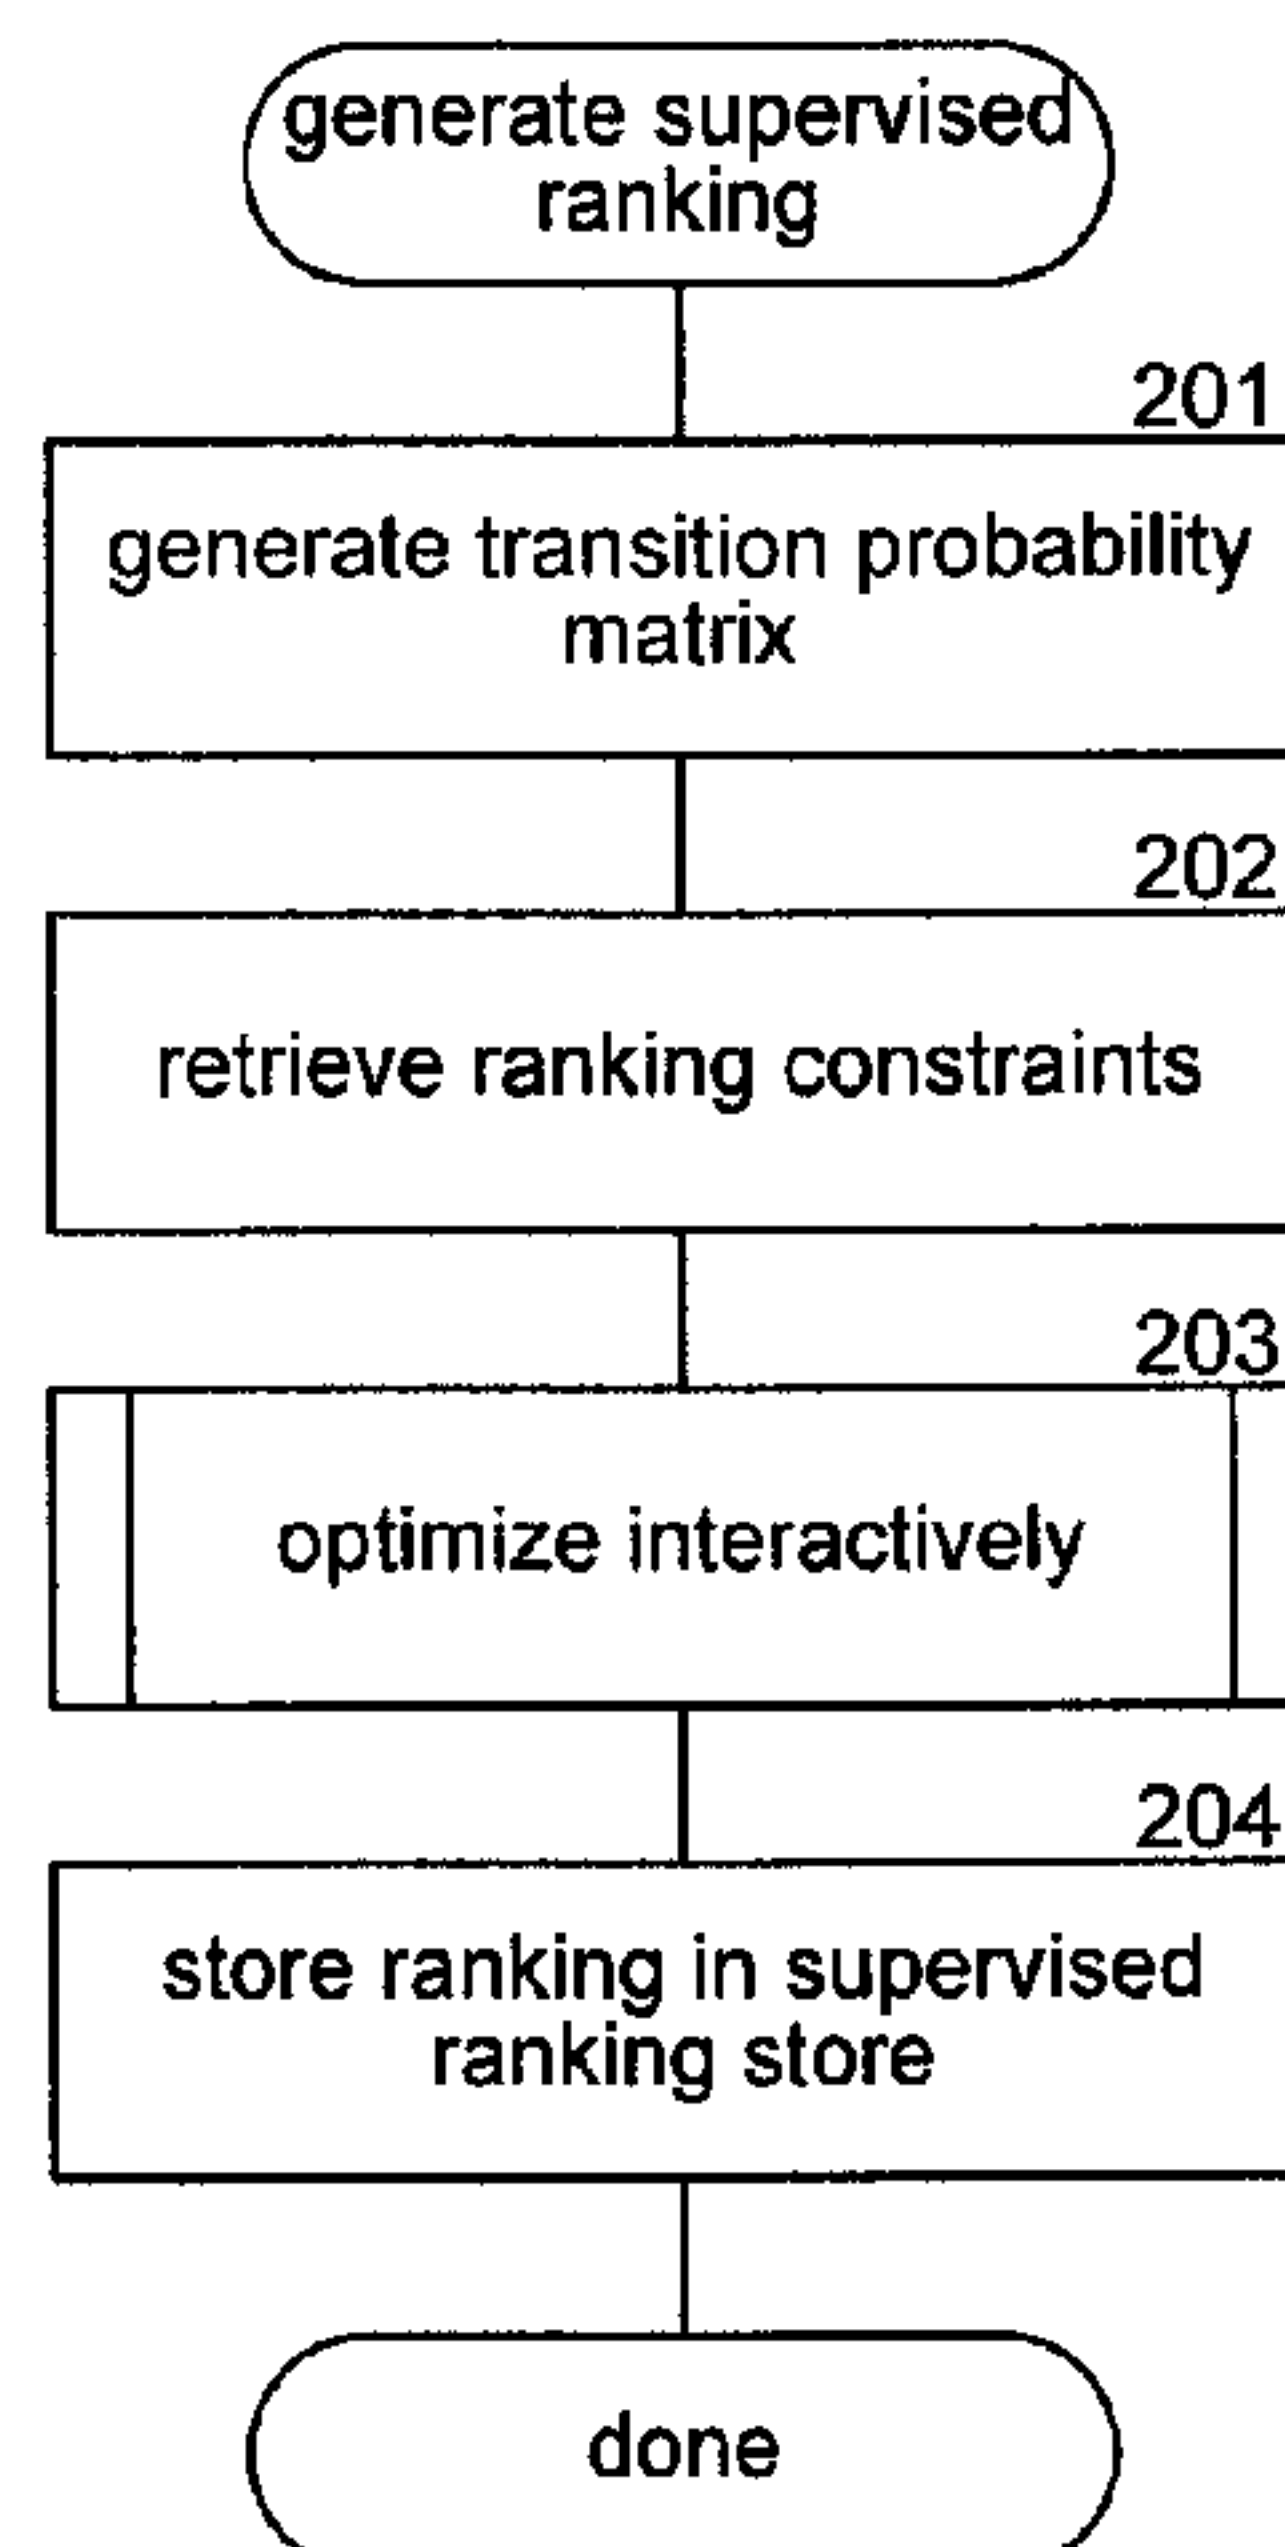 generate supervised
ranking
201
generate transition probability
matrix
202
retrieve ranking constraints
203
optimize interactively
204
store ranking in supervised
ranking store
done